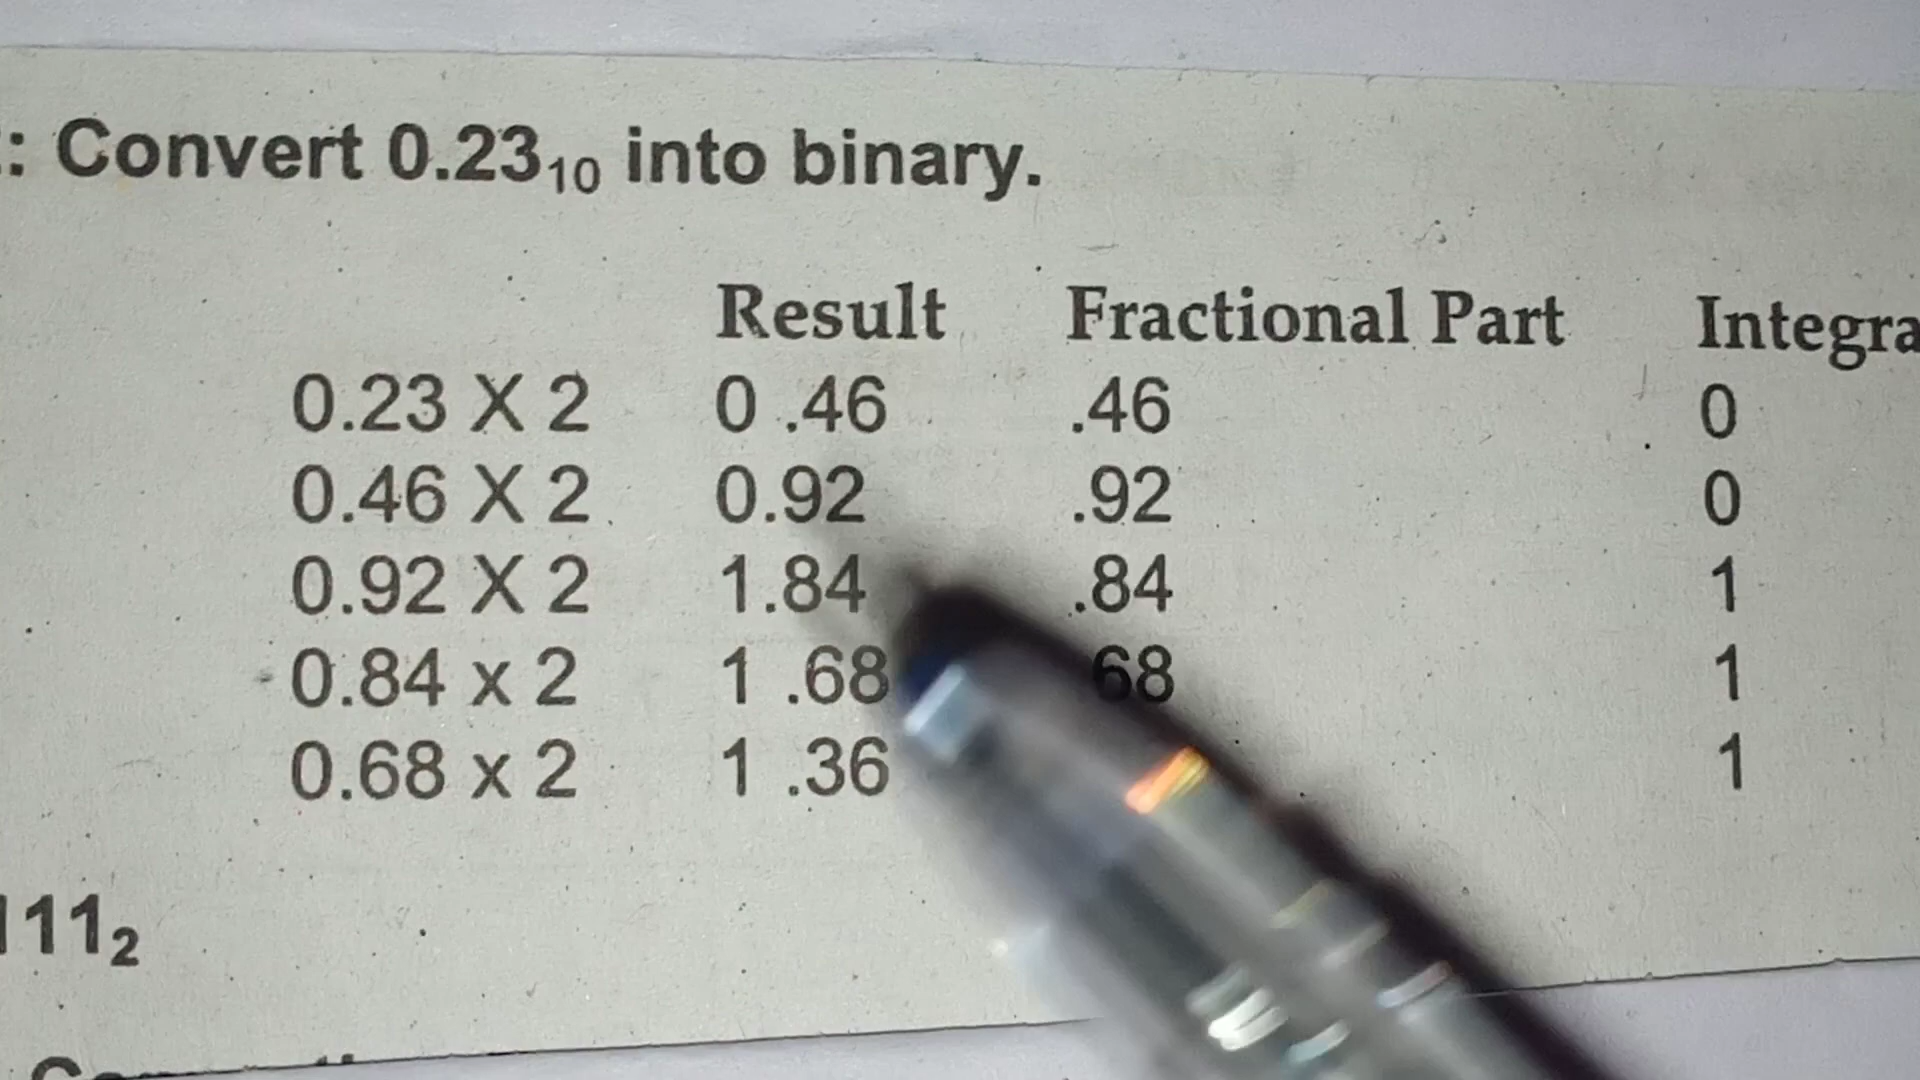 : Convert 0.23₁₀ into binary.
Result Fractional Part Integra
0.23 X 2 0 .46 .46 0
0.46 X 2 0.92 .92 0
0.92 X 2 1.84 .84 1
0.84 x 2 1 .68 68 1
0.68 x 2 1 .36 1
111₂